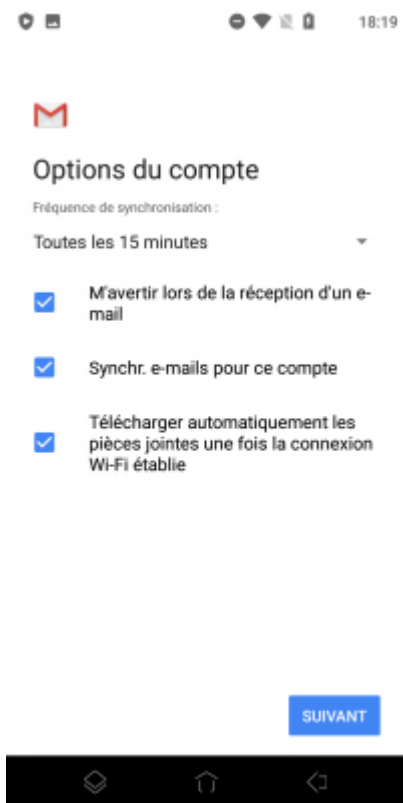 18:19
Options du compte
Fréquence de synchronisation :
Toutes les 15 minutes
M'avertir lors de la réception d'un e-
mail
Synchr. e-mails pour ce compte
Télécharger automatiquement les
pièces jointes une fois la connexion
Wi-Fi établie
SUIVANT